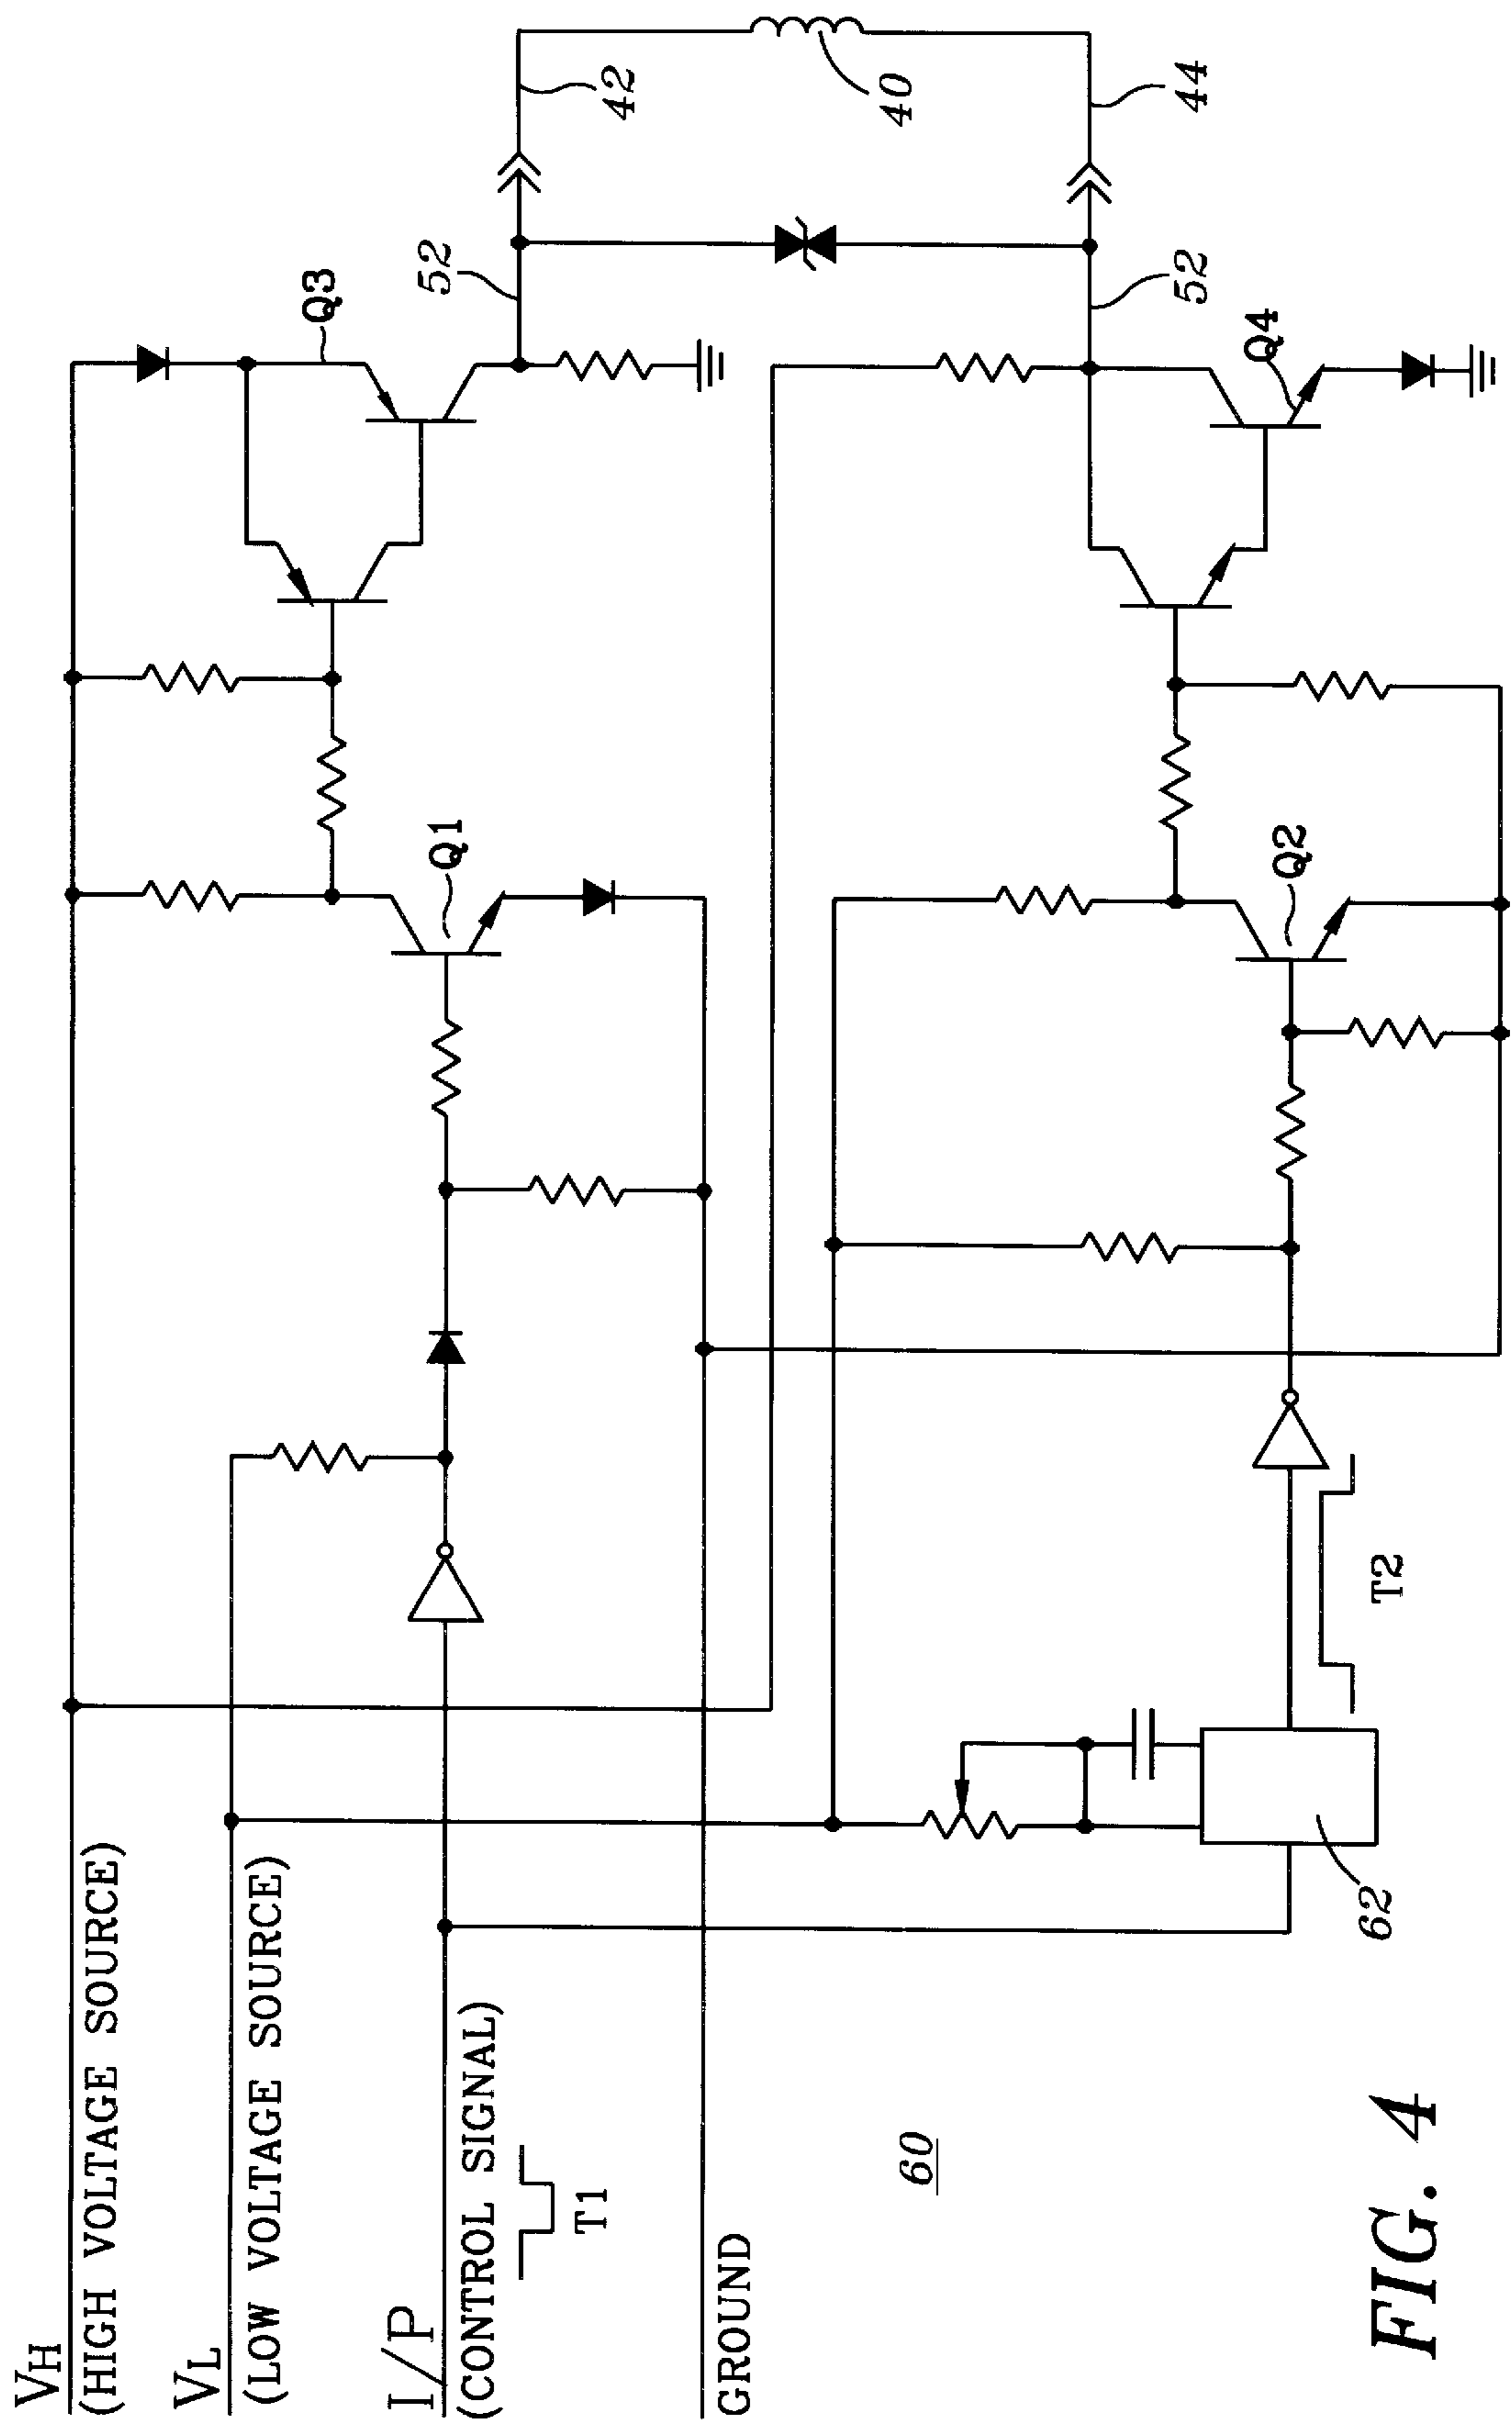 VH
(HIGH VOLTAGE SOURCE)
VL
(LOW VOLTAGE SOURCE)
I/P
(CONTROL SIGNAL)
T1
GROUND
60
62
T2
Q1
Q2
Q3
Q4
52
52
42
40
44
FIG. 4